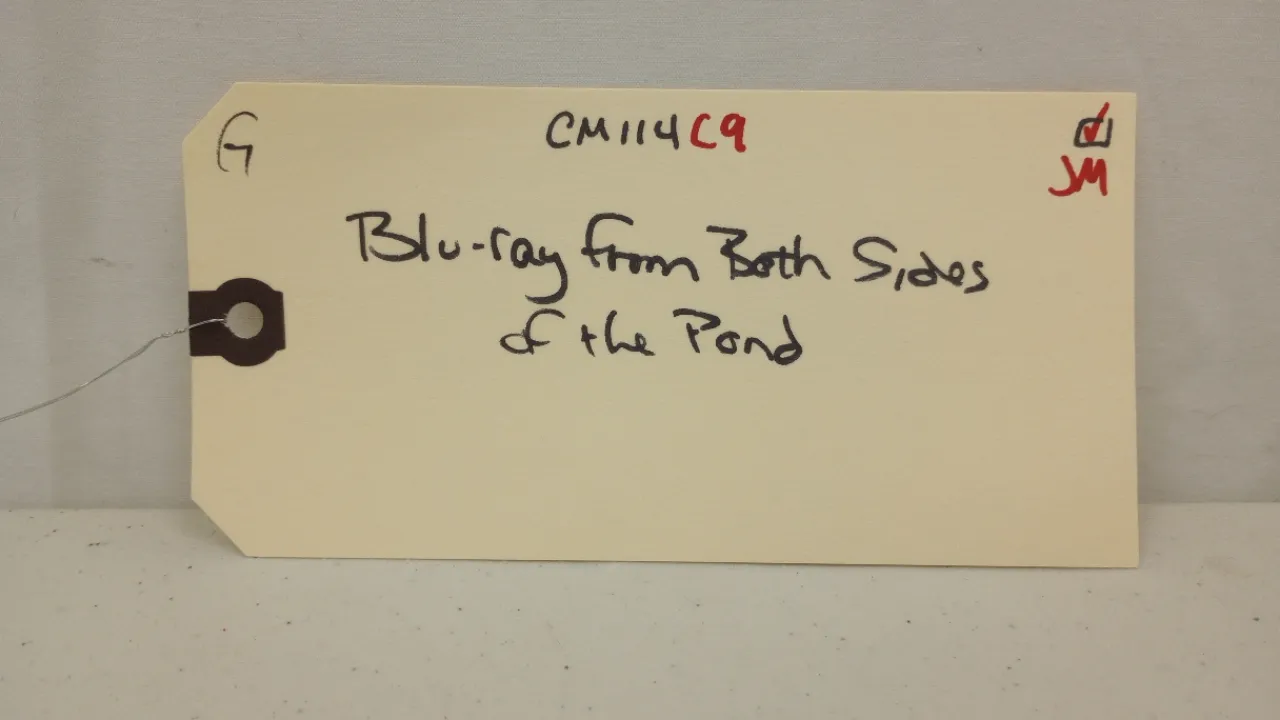 G
CM114C9
JM
Blu-ray from Both Sides
of the Pond